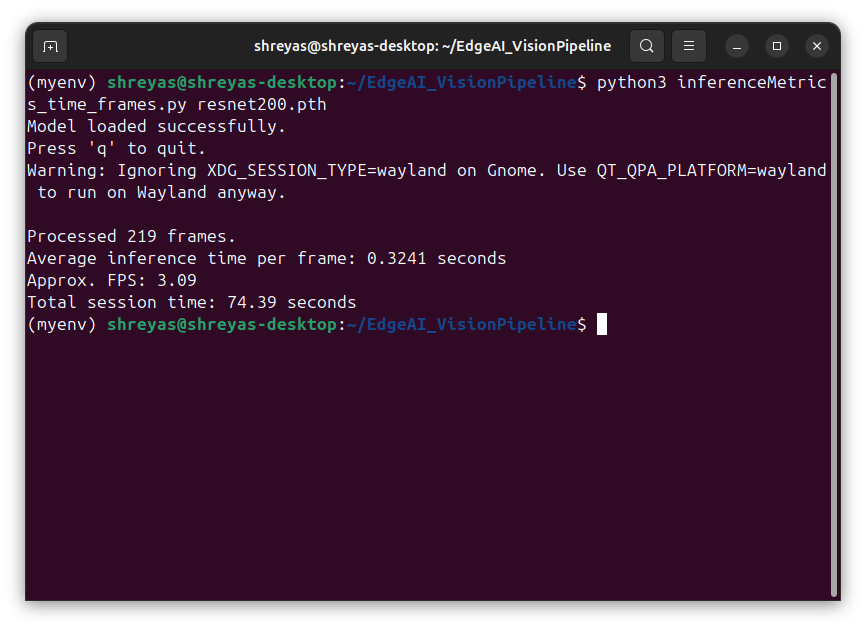 shreyas@shreyas-desktop: ~/EdgeAI_VisionPipeline
(myenv) shreyas@shreyas-desktop:~/EdgeAI_VisionPipeline$ python3 inferenceMetric
s_time_frames.py resnet200.pth
Model loaded successfully.
Press 'q' to quit.
Warning: Ignoring XDG_SESSION_TYPE=wayland on Gnome. Use QT_QPA_PLATFORM=wayland
 to run on Wayland anyway.
Processed 219 frames.
Average inference time per frame: 0.3241 seconds
Approx. FPS: 3.09
Total session time: 74.39 seconds
(myenv) shreyas@shreyas-desktop:~/EdgeAI_VisionPipeline$